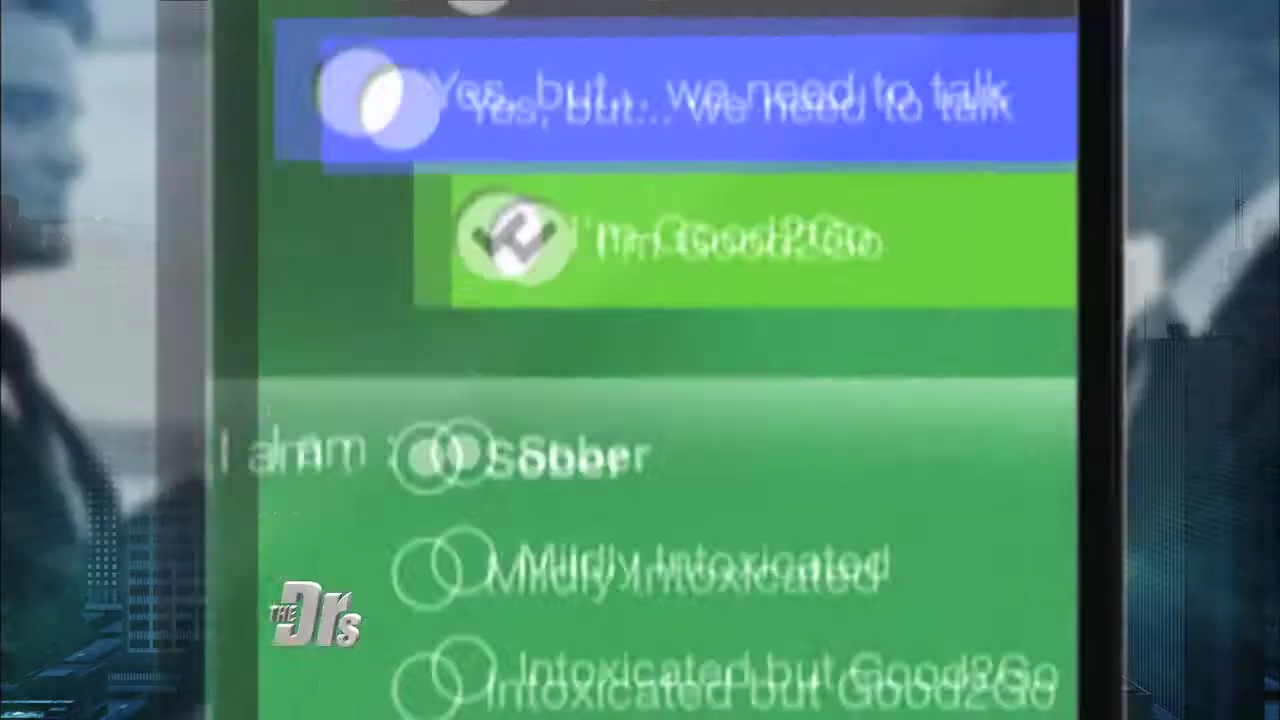 Yes, but... we need to talk
I'm Good2Go
I am : Sober
Mildly Intoxicated
Intoxicated but Good2Go
THE Drs